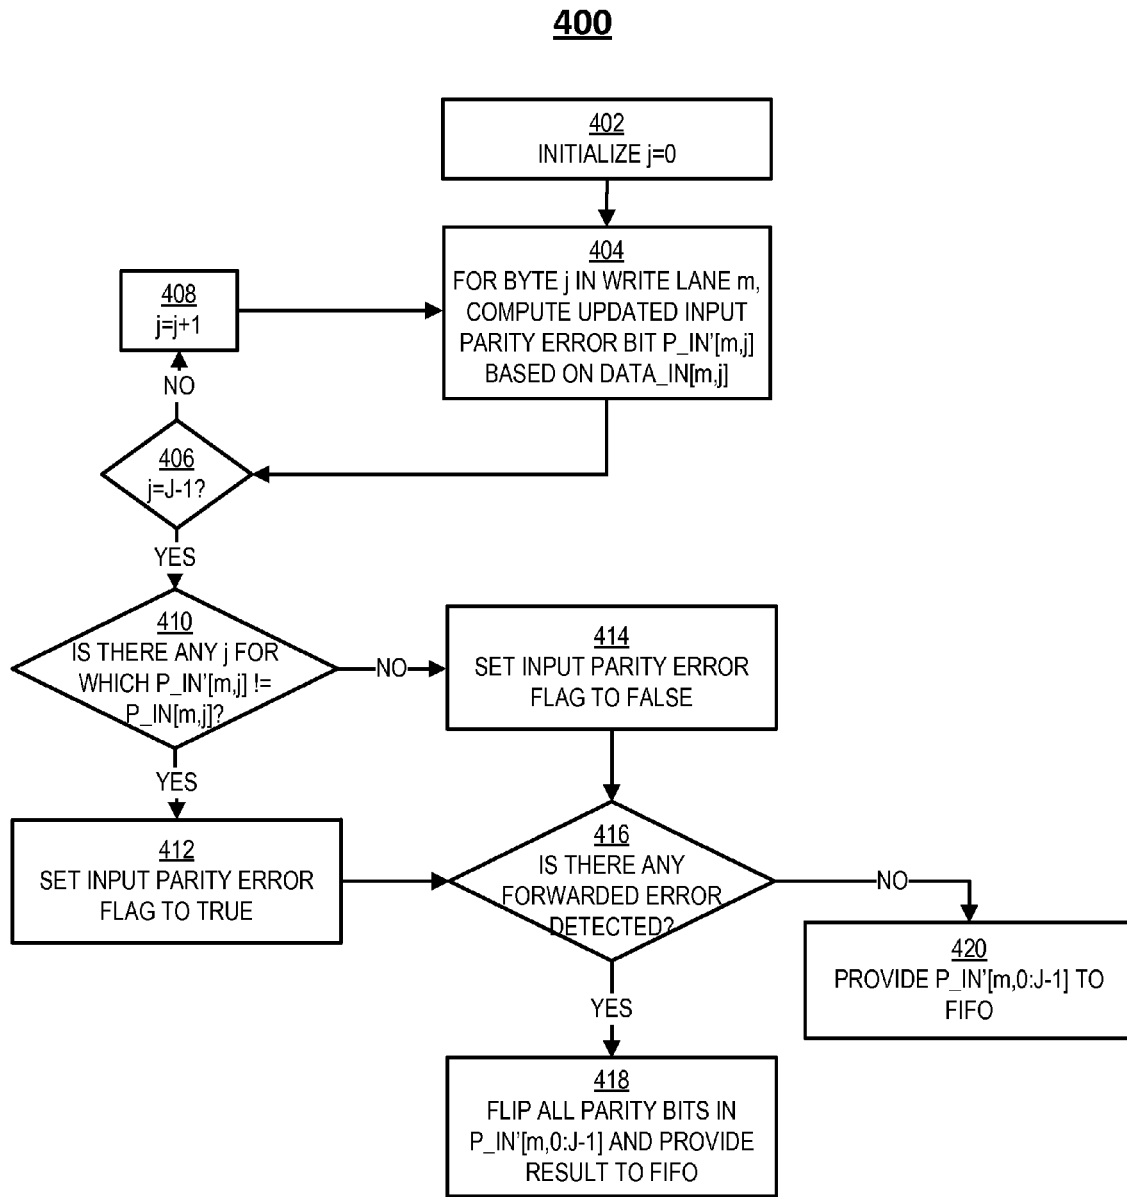 400
402
INITIALIZE j=0
404
FOR BYTE j IN WRITE LANE m,
COMPUTE UPDATED INPUT
PARITY ERROR BIT P_IN'[m,j]
BASED ON DATA_IN[m,j]
408
j=j+1
NO
406
j=J-1?
YES
410
IS THERE ANY j FOR
WHICH P_IN'[m,j] !=
P_IN[m,j]?
NO
414
SET INPUT PARITY ERROR
FLAG TO FALSE
YES
412
SET INPUT PARITY ERROR
FLAG TO TRUE
416
IS THERE ANY
FORWARDED ERROR
DETECTED?
NO
420
PROVIDE P_IN'[m,0:J-1] TO
FIFO
YES
418
FLIP ALL PARITY BITS IN
P_IN'[m,0:J-1] AND PROVIDE
RESULT TO FIFO